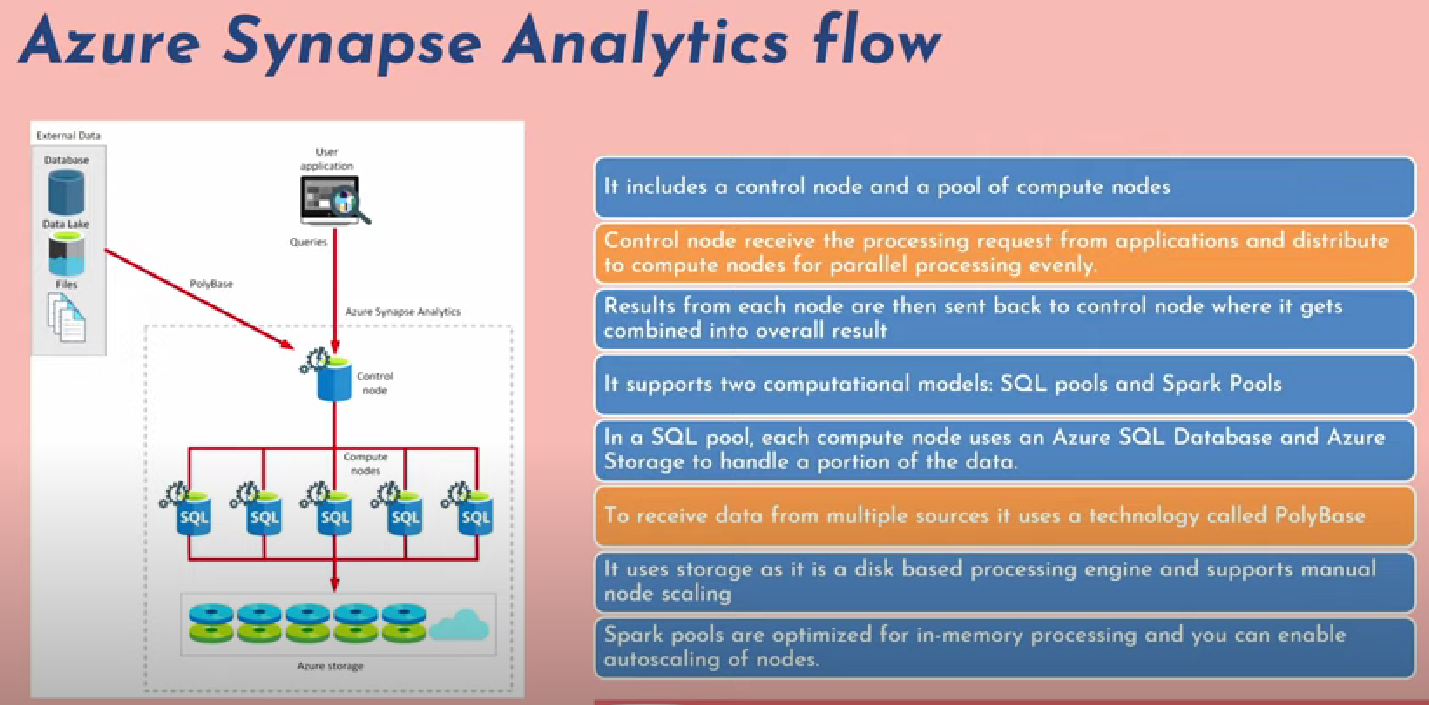 Azure Synapse Analytics flow
External Data
Database
Data Lake
Files
User
application
Queries
PolyBase
Azure Synapse Analytics
Control
node
Compute
nodes
SQL
SQL
SQL
SQL
SQL
Azure storage
It includes a control node and a pool of compute nodes
Control node receive the processing request from applications and distribute
to compute nodes for parallel processing evenly.
Results from each node are then sent back to control node where it gets
combined into overall result
It supports two computational models: SQL pools and Spark Pools
In a SQL pool, each compute node uses an Azure SQL Database and Azure
Storage to handle a portion of the data.
To receive data from multiple sources it uses a technology called PolyBase
It uses storage as it is a disk based processing engine and supports manual
node scaling
Spark pools are optimized for in-memory processing and you can enable
autoscaling of nodes.